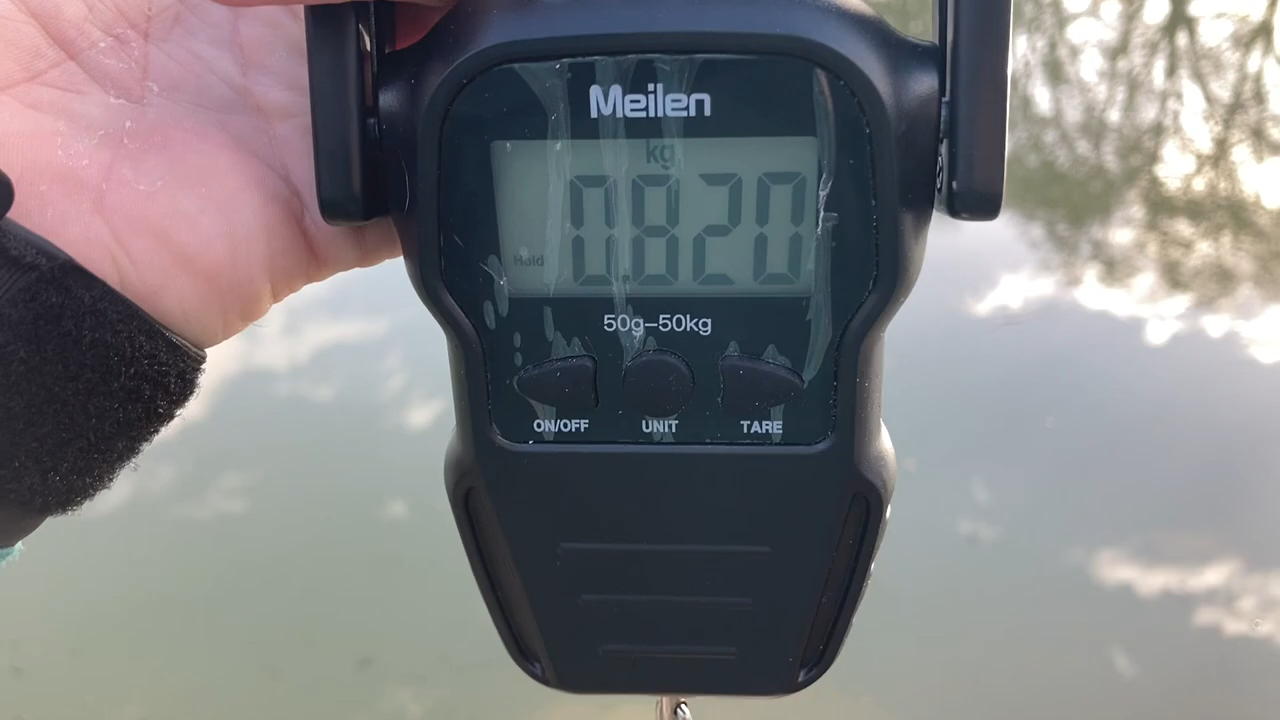 Meilen
kg
0.820
Hold
50g–50kg
ON/OFF UNIT TARE